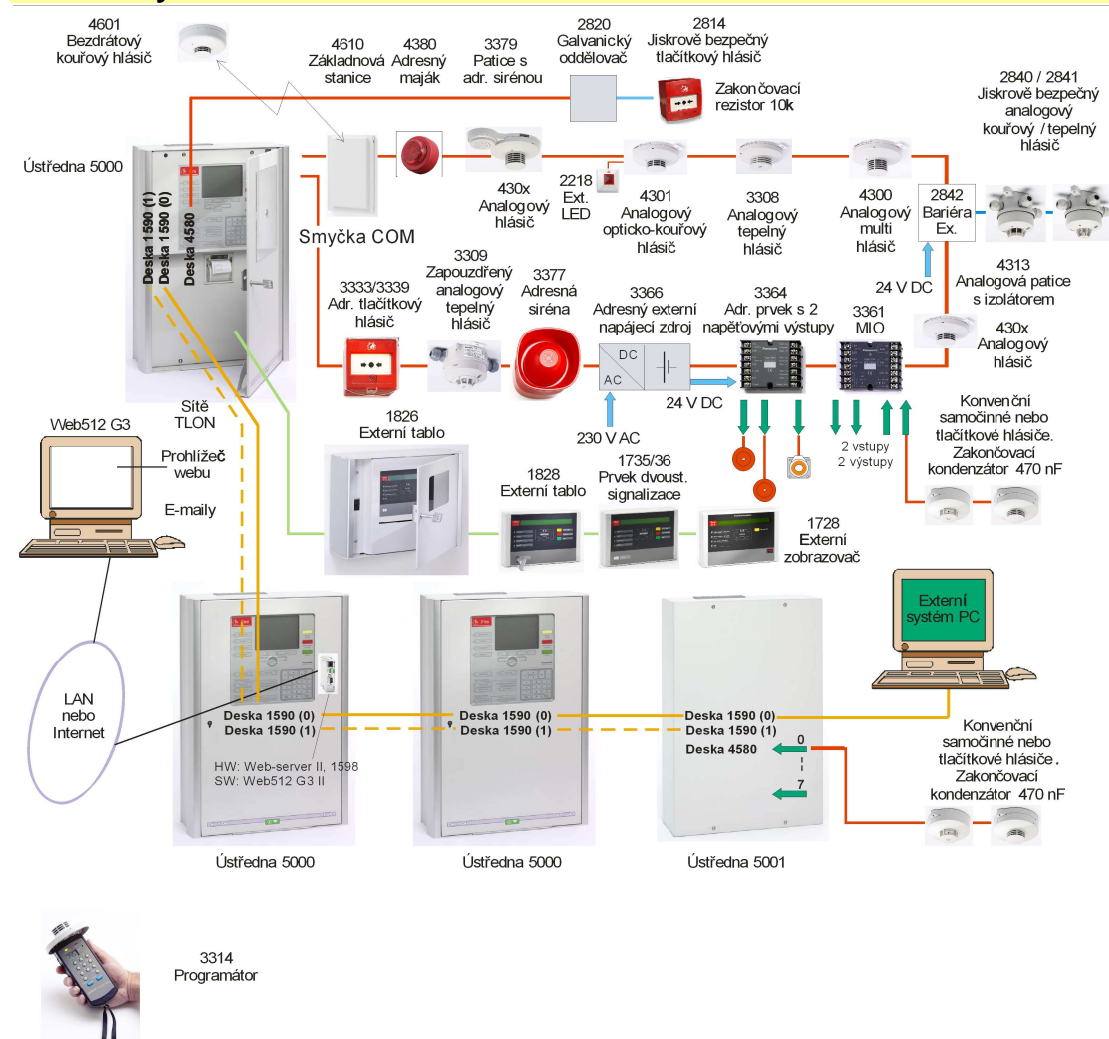 4601
Bezdrátový
kouřový hlásič
4610
Základnová
stanice
4380
Adresný
maják
3379
Patice s
adr. sirénou
2820
Galvanický
oddělovač
2814
Jiskrově bezpečný
tlačítkový hlásič
Zakončovací
rezistor 10k
2840 / 2841
Jiskrově bezpečný
analogový
kouřový / tepelný
hlásič
Ústředna 5000
Deska 1590 (1)
Deska 1590 (0)
Deska 4580
430x
Analogový
hlásič
2218
Ext.
LED
4301
Analogový
opticko-kouřový
hlásič
3308
Analogový
tepelný
hlásič
4300
Analogový
multi
hlásič
2842
Bariéra
Ex.
24 V DC
Smyčka COM
4313
Analogová patice
s izolátorem
430x
Analogový
hlásič
3333/3339
Adr. tlačítkový
hlásič
3309
Zapouzdřený
analogový
tepelný
hlásič
3377
Adresná
siréna
3366
Adresný externí
napájecí zdroj
DC
AC
24 V DC
230 V AC
3364
Adr. prvek s 2
napěťovými výstupy
3361
MIO
2 vstupy
2 výstupy
Konvenční
samočinné nebo
tlačítkové hlásiče.
Zakončovací
kondenzátor 470 nF
Sítě
TLON
Web512 G3
Prohlížeč
webu
E-maily
1826
Externí tablo
1828
Externí tablo
1735/36
Prvek dvoust.
signalizace
1728
Externí
zobrazovač
LAN
nebo
Internet
Externí
systém PC
Deska 1590 (0)
Deska 1590 (1)
HW: Web-server II, 1598
SW: Web512 G3 II
Deska 1590 (0)
Deska 1590 (1)
Deska 1590 (0)
Deska 1590 (1)
Deska 4580
0
7
Konvenční
samočinné nebo
tlačítkové hlásiče .
Zakončovací
kondenzátor 470 nF
Ústředna 5000
Ústředna 5000
Ústředna 5001
3314
Programátor